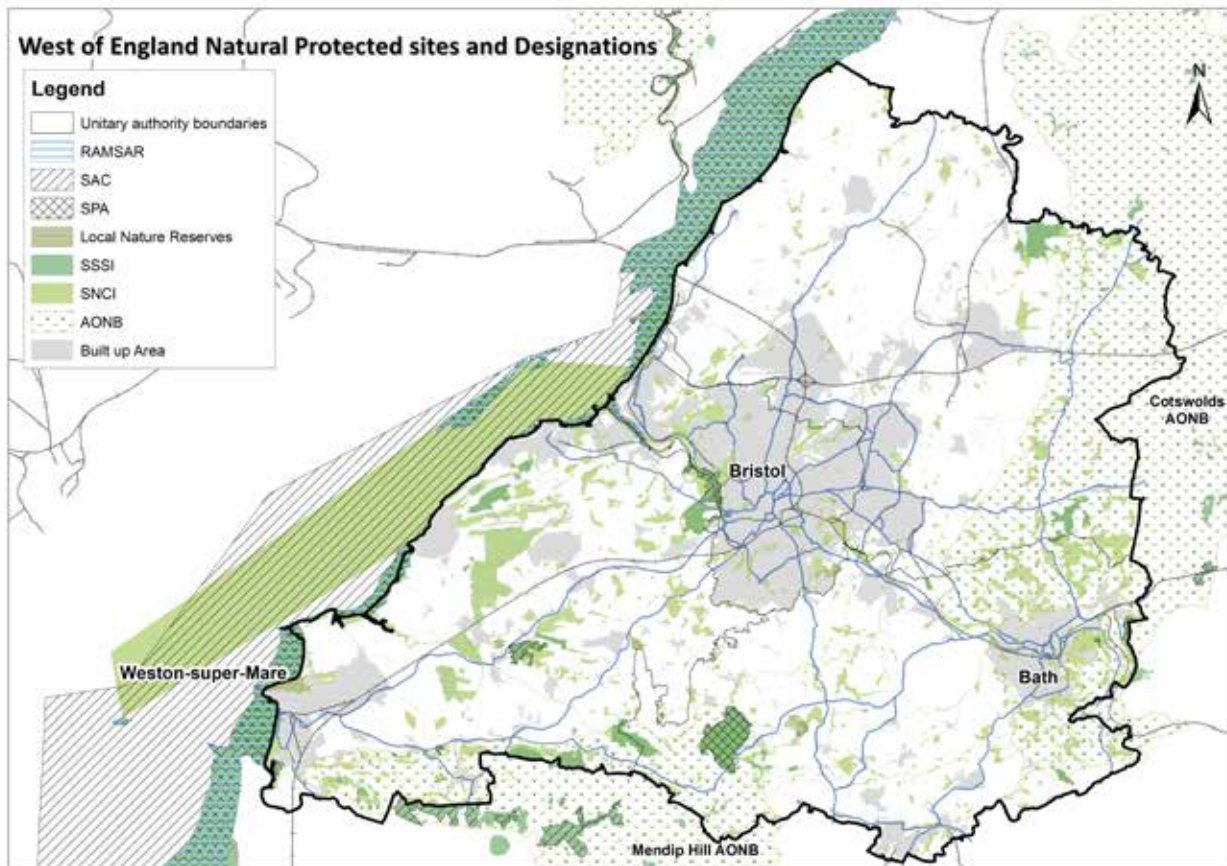 West of England Natural Protected sites and Designations
Legend
Unitary authority boundaries
RAMSAR
SAC
SPA
Local Nature Reserves
SSSI
SNCI
AONB
Built up Area
N
Cotswolds
AONB
Bristol
Weston-super-Mare
Bath
Mendip Hill AONB